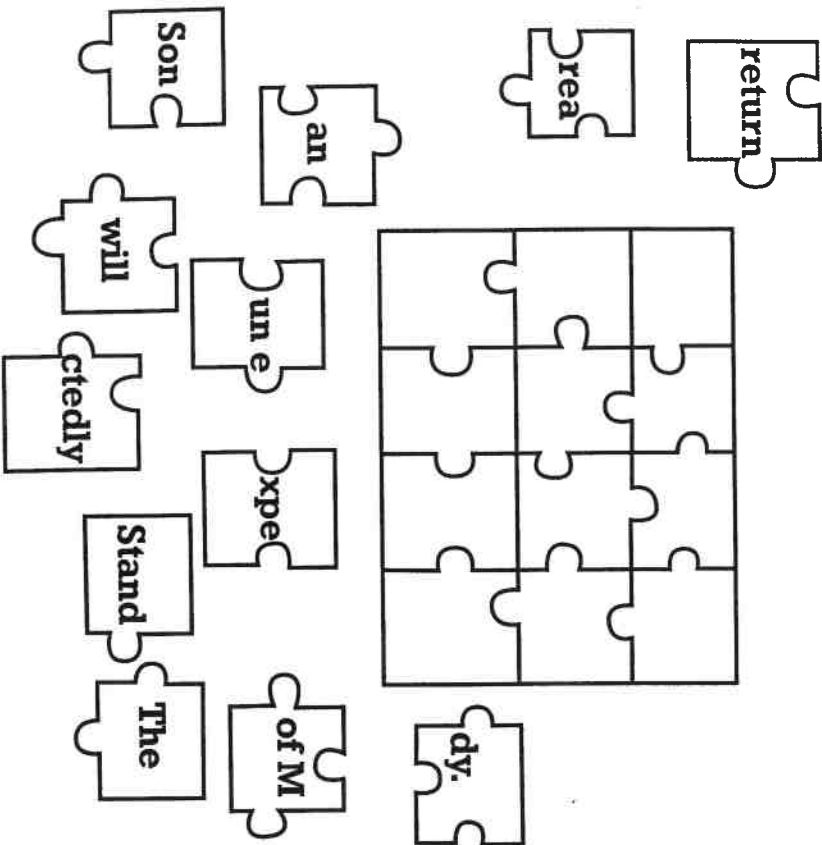 return
rea
dy.
an
of M
un e
xpe
Son
The
Stand
will
ctedly